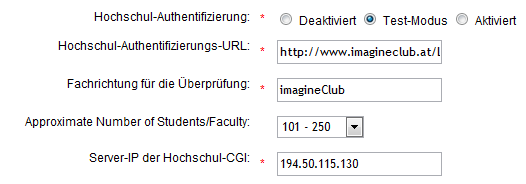 Hochschul-Authentifizierung: * Deaktiviert Test-Modus Aktiviert
Hochschul-Authentifizierungs-URL: * http://www.imagineclub.at/l
Fachrichtung für die Überprüfung: * imagineClub
Approximate Number of Students/Faculty: 101 - 250
Server-IP der Hochschul-CGI: * 194.50.115.130